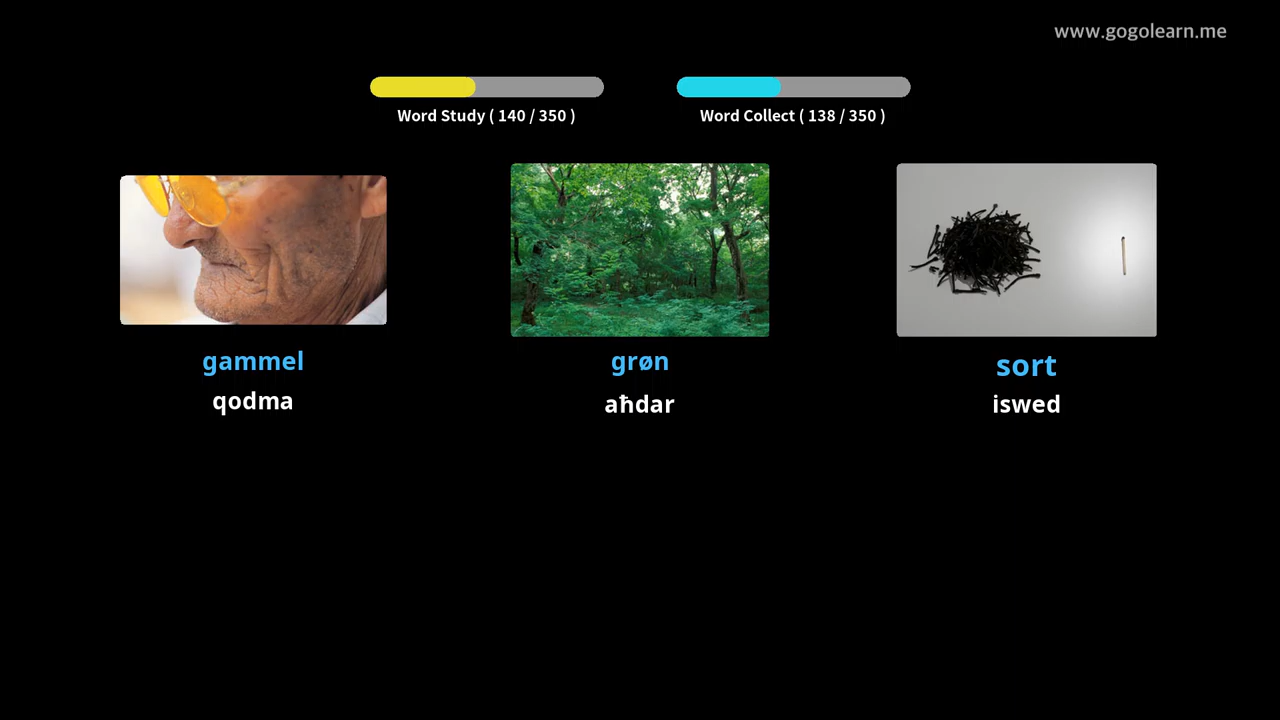 www.gogolearn.me
Word Study ( 140 / 350 )
Word Collect ( 138 / 350 )
gammel
grøn
sort
qodma
aħdar
iswed